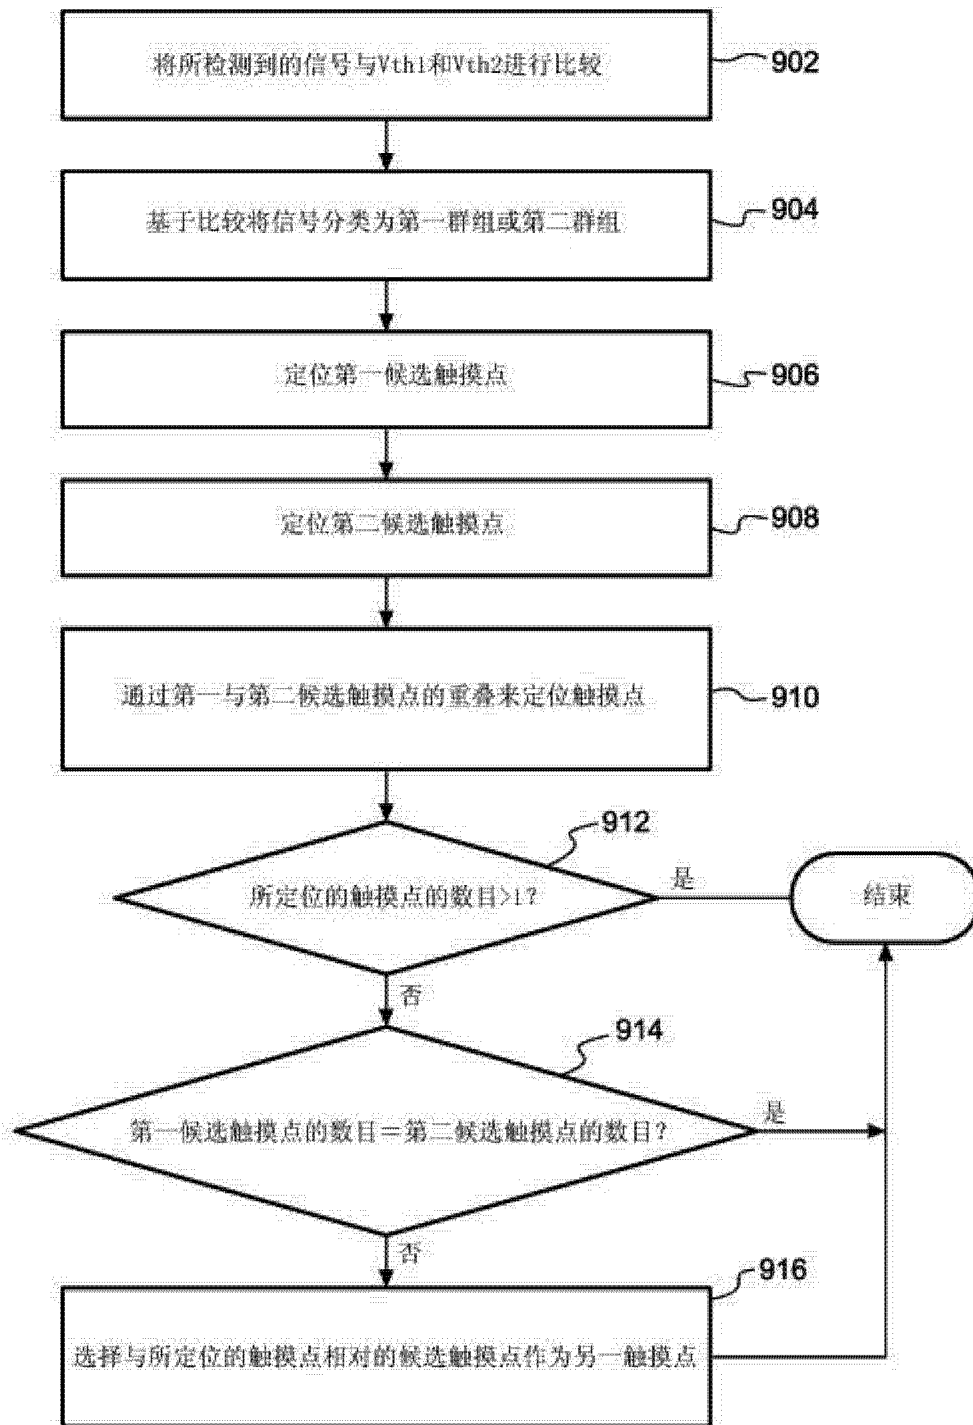 将所检测到的信号与Vth1和Vth2进行比较
902
基于比较将信号分类为第一群组或第二群组
904
定位第一候选触摸点
906
定位第二候选触摸点
908
通过第一与第二候选触摸点的重叠来定位触摸点
910
912
所定位的触摸点的数目>1?
是
结束
否
914
第一候选触摸点的数目=第二候选触摸点的数目?
是
否
916
选择与所定位的触摸点相对的候选触摸点作为另一触摸点